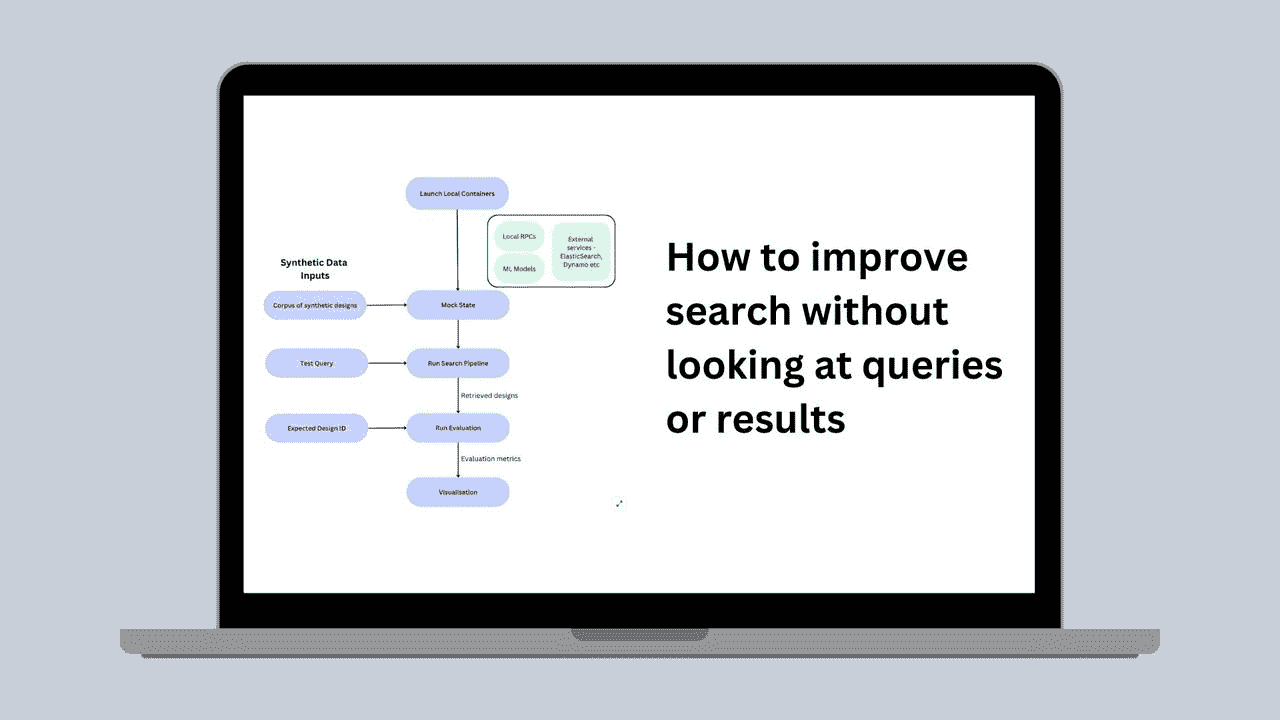 Launch Local Containers
Local RPCs
ML Models
External
services -
ElasticSearch,
Dynamo etc
Synthetic Data
Inputs
Corpus of synthetic designs
Mock State
Test Query
Run Search Pipeline
Retrieved designs
Expected Design ID
Run Evaluation
Evaluation metrics
Visualisation
How to improve
search without
looking at queries
or results